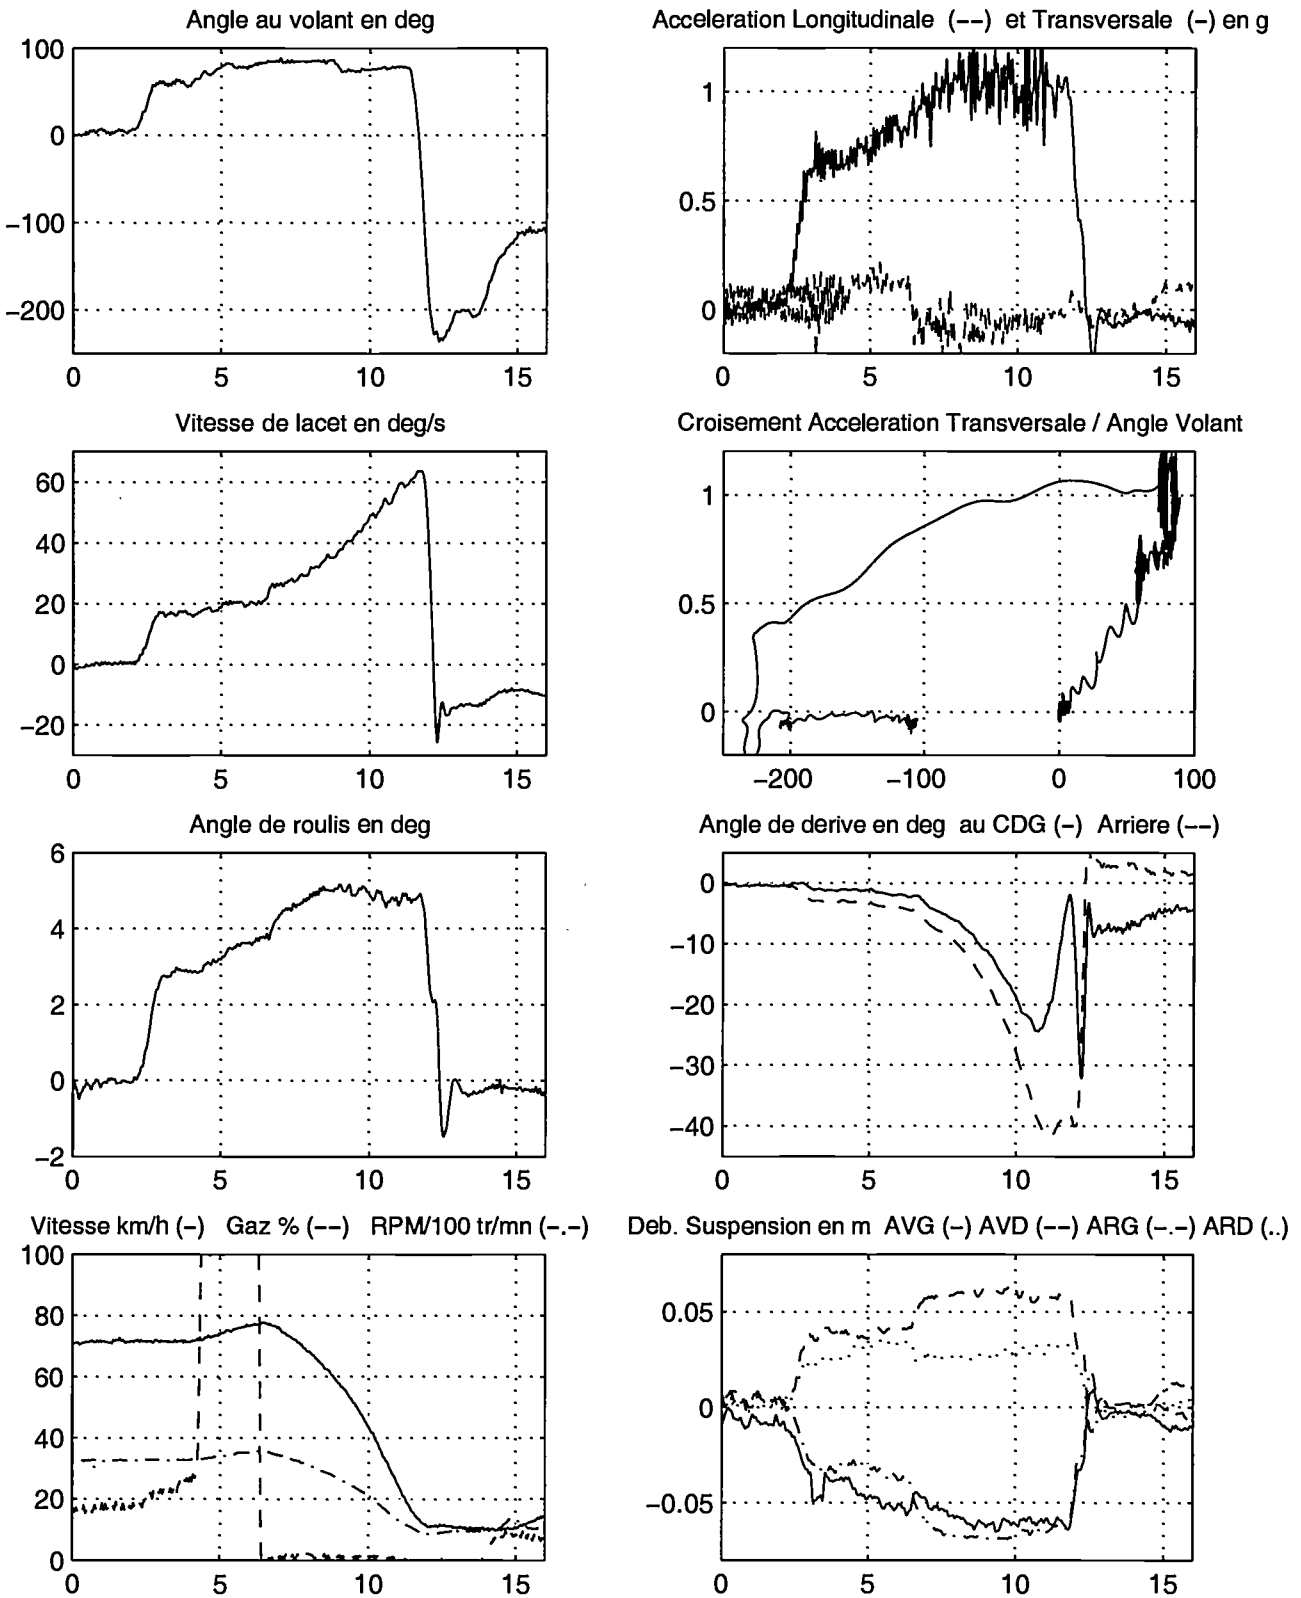 Angle au volant en deg
100
0
−100
−200
0 5 10 15
Acceleration Longitudinale (−−) et Transversale (−) en g
1
0.5
0
0 5 10 15
Vitesse de lacet en deg/s
60
40
20
0
−20
0 5 10 15
Croisement Acceleration Transversale / Angle Volant
1
0.5
0
−200 −100 0 100
Angle de roulis en deg
6
4
2
0
−2
0 5 10 15
Angle de derive en deg au CDG (−) Arriere (−−)
0
−10
−20
−30
−40
0 5 10 15
Vitesse km/h (−) Gaz % (−−) RPM/100 tr/mn (−.−)
100
80
60
40
20
0
0 5 10 15
Deb. Suspension en m AVG (−) AVD (−−) ARG (−.−) ARD (..)
0.05
0
−0.05
0 5 10 15